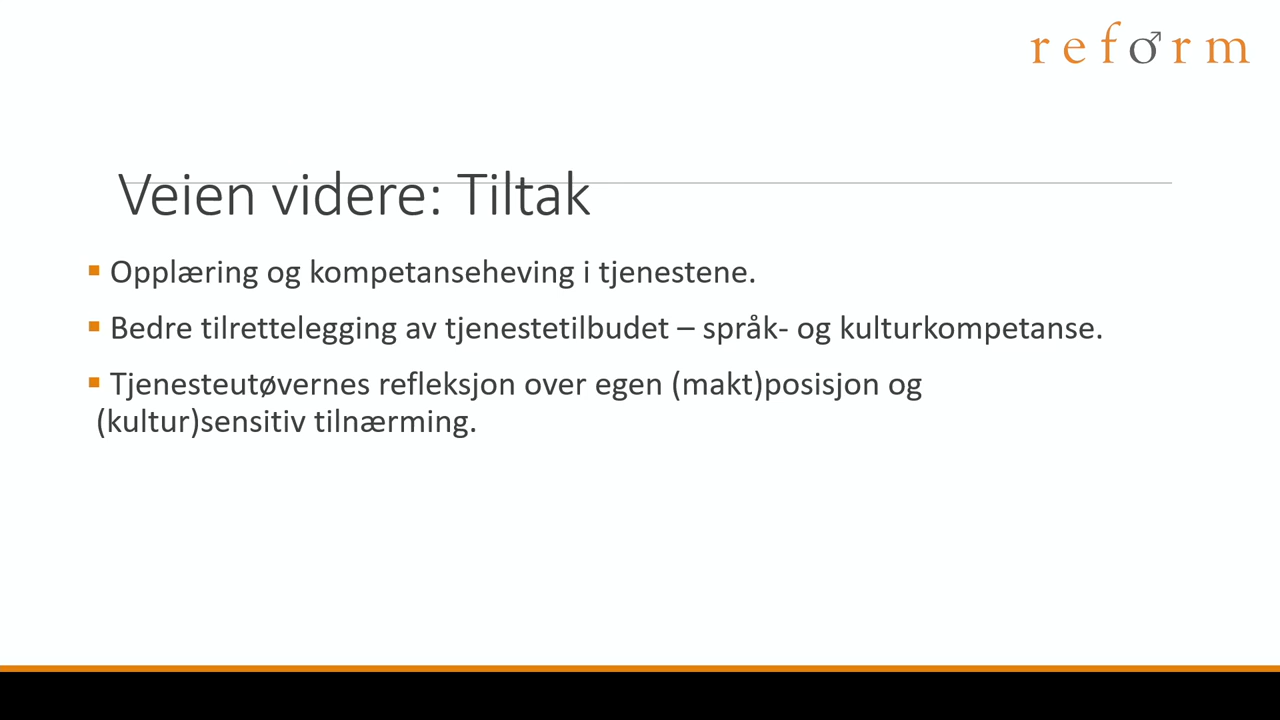 reform
Veien videre: Tiltak
▪ Opplæring og kompetanseheving i tjenestene.
▪ Bedre tilrettelegging av tjenestetilbudet – språk- og kulturkompetanse.
▪ Tjenesteutøvernes refleksjon over egen (makt)posisjon og
(kultur)sensitiv tilnærming.